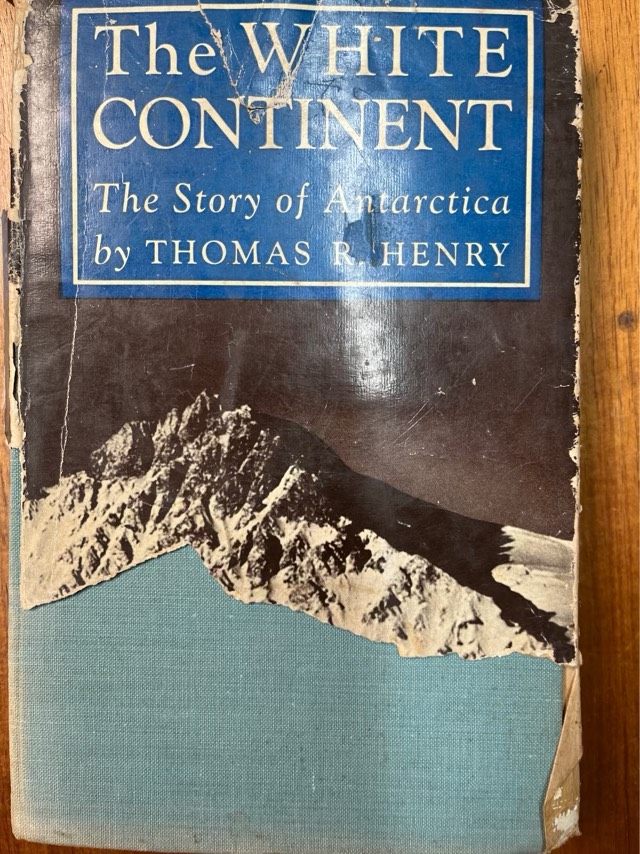 The WHITE
CONTINENT
The Story of Antarctica
by THOMAS R. HENRY